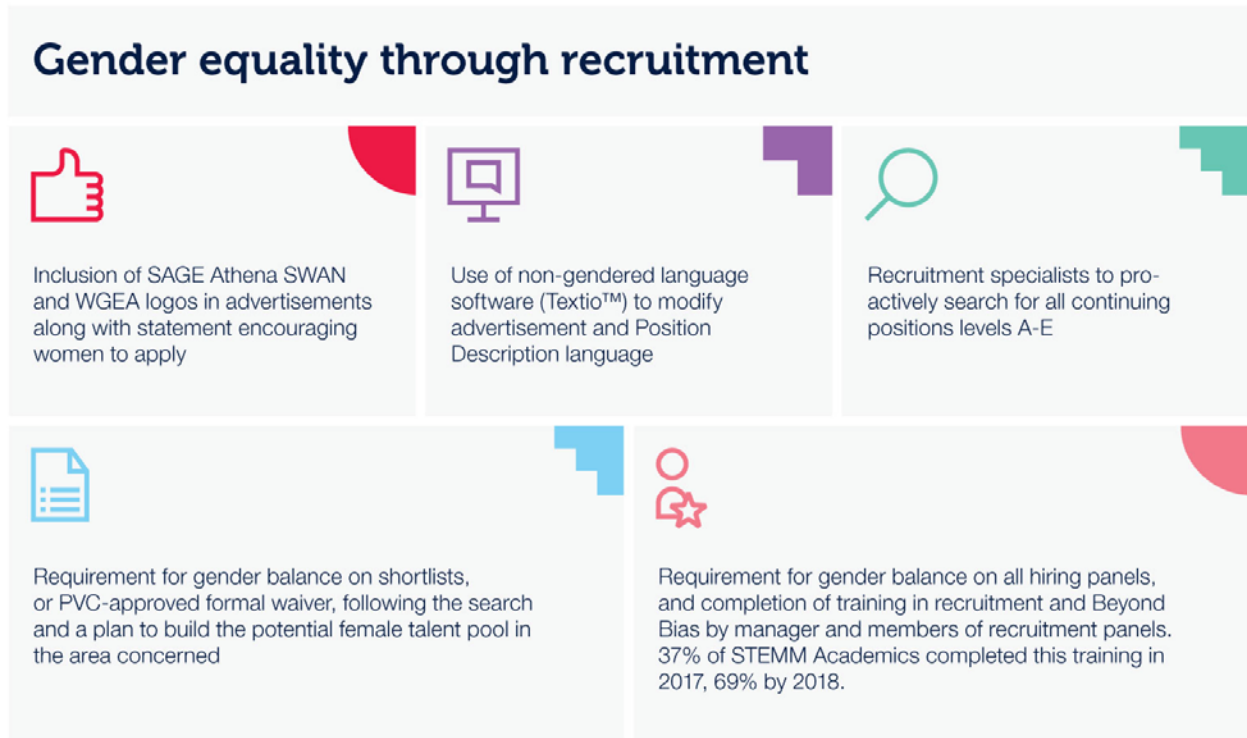 Gender equality through recruitment
Inclusion of SAGE Athena SWAN
and WGEA logos in advertisements
along with statement encouraging
women to apply
Use of non-gendered language
software (Textio™) to modify
advertisement and Position
Description language
Recruitment specialists to pro-
actively search for all continuing
positions levels A-E
Requirement for gender balance on shortlists,
or PVC-approved formal waiver, following the search
and a plan to build the potential female talent pool in
the area concerned
Requirement for gender balance on all hiring panels,
and completion of training in recruitment and Beyond
Bias by manager and members of recruitment panels.
37% of STEMM Academics completed this training in
2017, 69% by 2018.